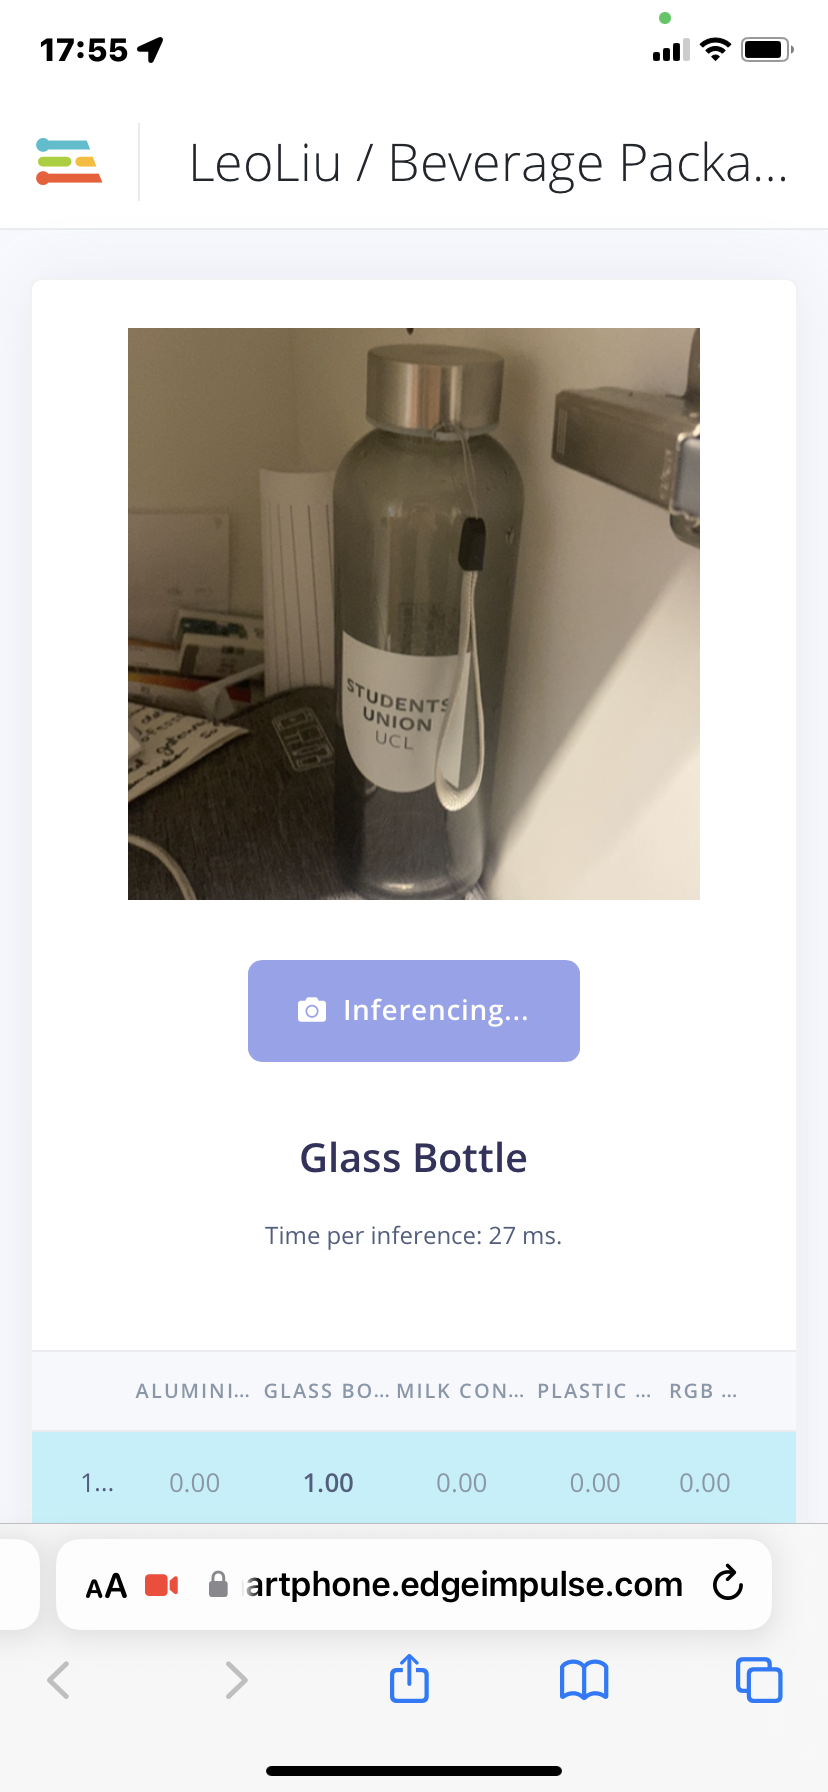 17:55
LeoLiu / Beverage Packa...
STUDENTS
UNION
UCL
Inferencing...
Glass Bottle
Time per inference: 27 ms.
ALUMINI... GLASS BO... MILK CON... PLASTIC ... RGB ...
1... 0.00 1.00 0.00 0.00 0.00
AA artphone.edgeimpulse.com